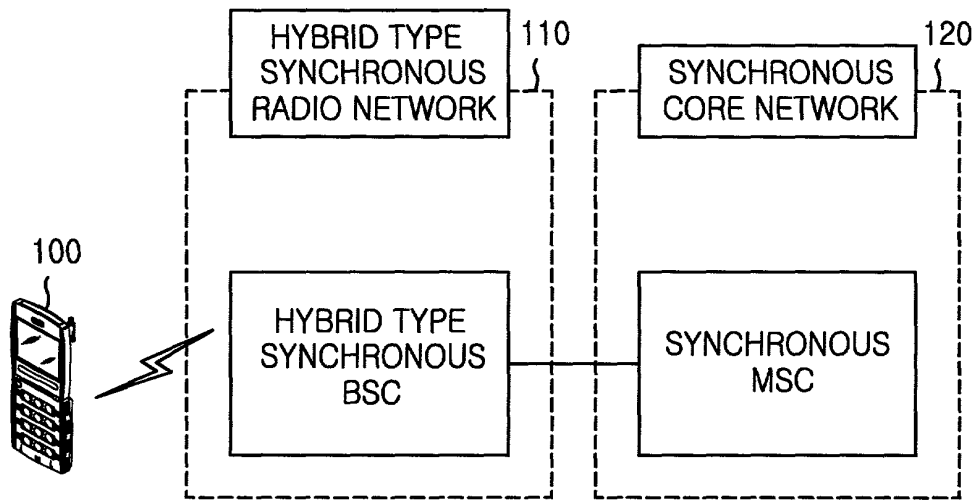 HYBRID TYPE
SYNCHRONOUS
RADIO NETWORK
110
SYNCHRONOUS
CORE NETWORK
120
100
HYBRID TYPE
SYNCHRONOUS
BSC
SYNCHRONOUS
MSC